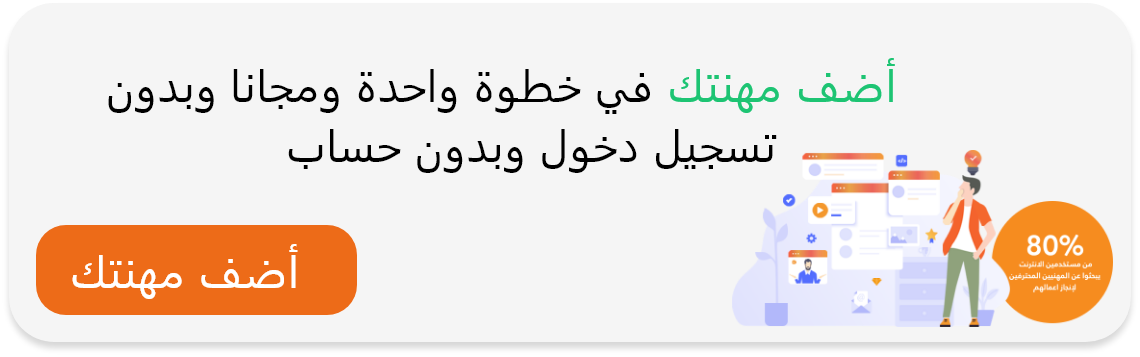 أضف مهنتك في خطوة واحدة ومجانا وبدون
تسجيل دخول وبدون حساب
أضف مهنتك
80%
من مستخدمين الانترنت
يبحثوا عن المهنيين المحترفين
لإنجاز اعمالهم